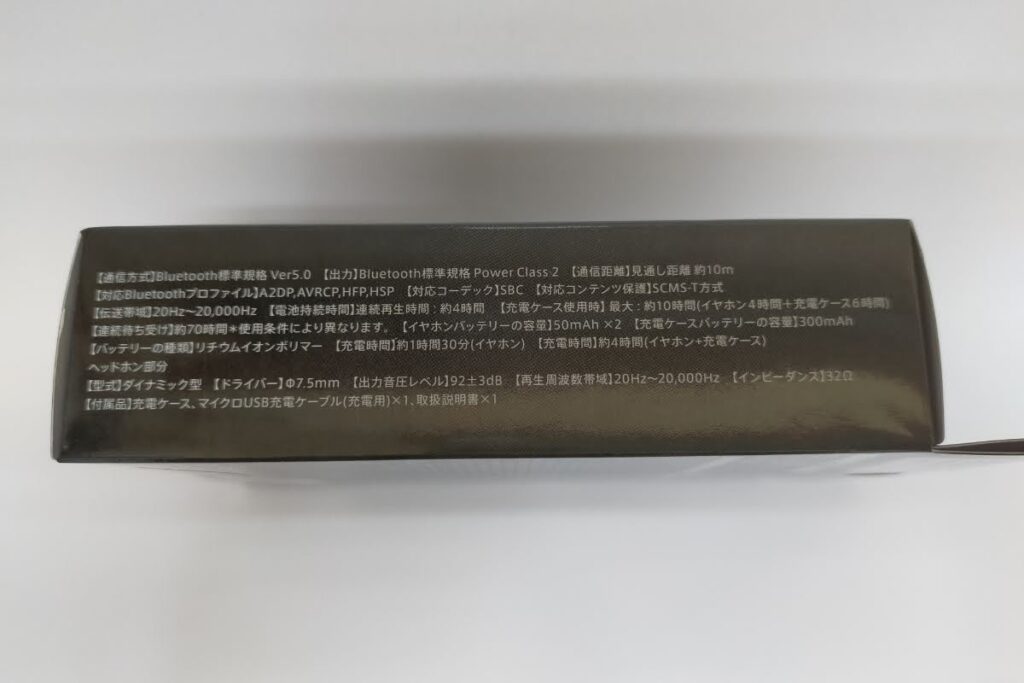 【通信方式】Bluetooth標準規格 Ver5.0 【出力】Bluetooth標準規格 Power Class 2 【通信距離】見通し距離 約10m
【対応Bluetoothプロファイル】A2DP,AVRCP,HFP,HSP 【対応コーデック】SBC 【対応コンテンツ保護】SCMS-T方式
【伝送帯域】20Hz～20,000Hz 【電池持続時間】連続再生時間：約4時間 【充電ケース使用時】最大：約10時間(イヤホン4時間＋充電ケース6時間)
【連続待ち受け】約70時間＊使用条件により異なります。 【イヤホンバッテリーの容量】50mAh ×2 【充電ケースバッテリーの容量】300mAh
【バッテリーの種類】リチウムイオンポリマー 【充電時間】約1時間30分(イヤホン) 【充電時間】約4時間(イヤホン+充電ケース)
ヘッドホン部分
【型式】ダイナミック型 【ドライバー】Φ7.5mm 【出力音圧レベル】92±3dB 【再生周波数帯域】20Hz～20,000Hz 【インピーダンス】32Ω
【付属品】充電ケース、マイクロUSB充電ケーブル(充電用)×1、取扱説明書×1